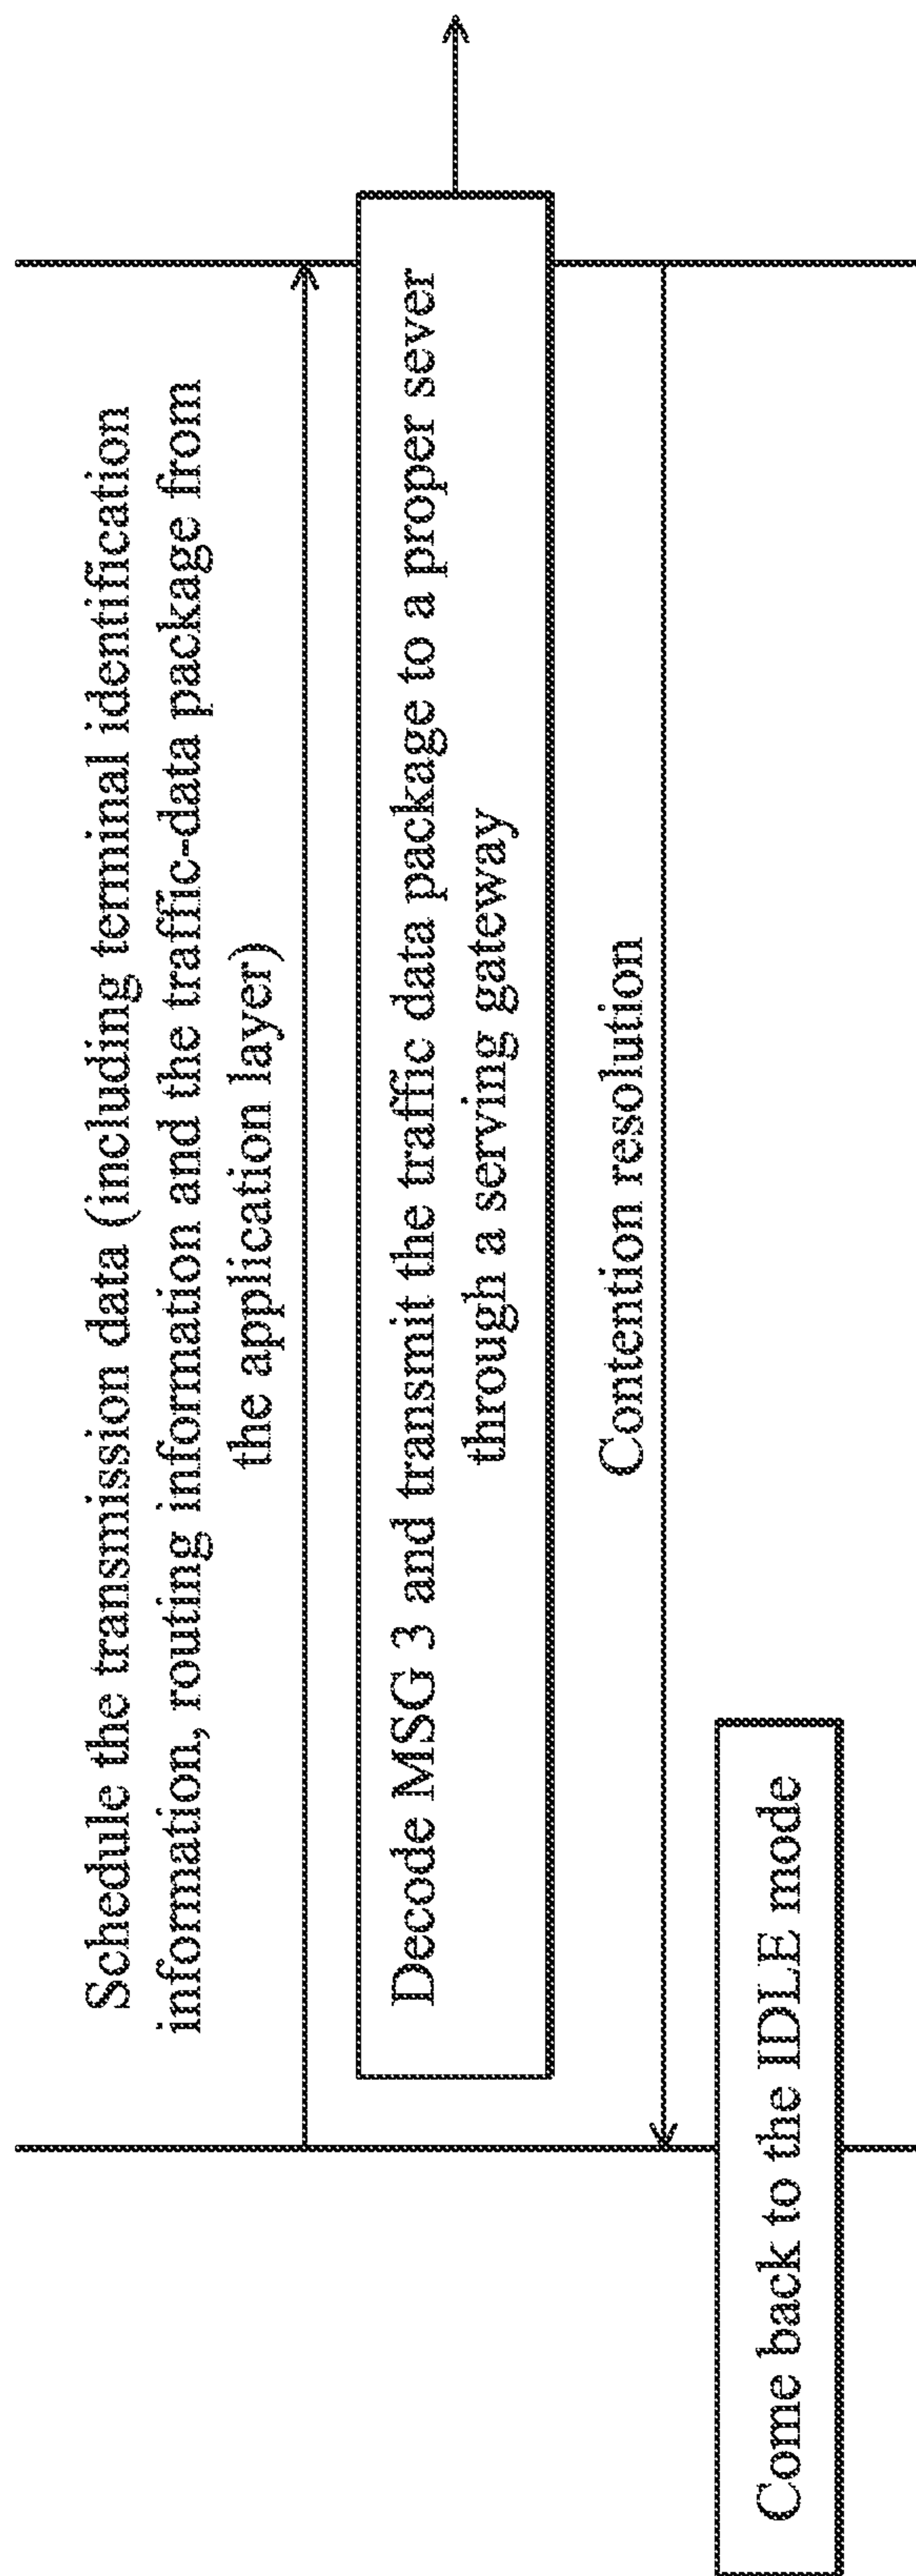 Schedule the transmission data (including teminal identification
information, routing information and the traffic-data package from
the application layer)
Decode MSG 3 and transmit the traffic data package to a proper sever
through a serving gateway
Contention resolution
Come back to the IDLE mode